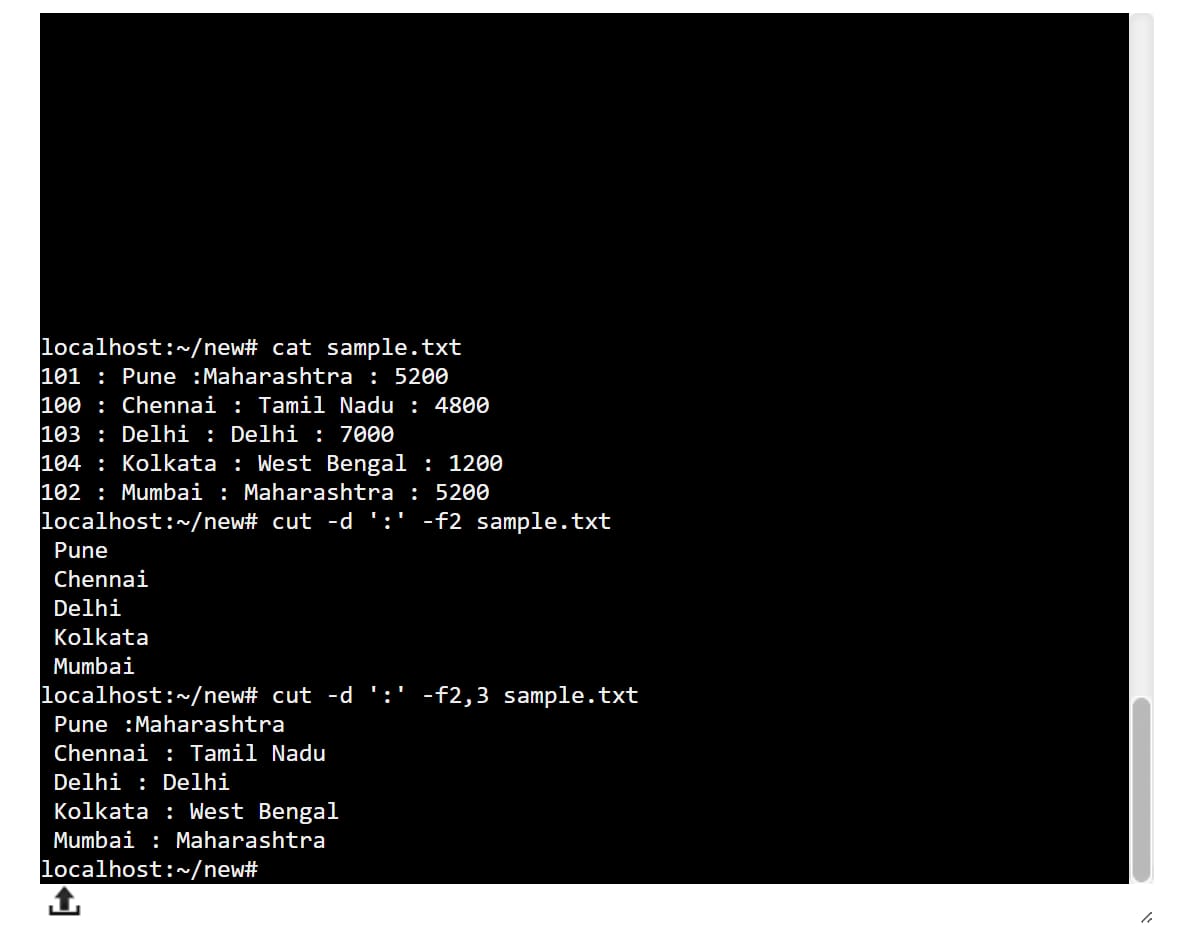 localhost:~/new# cat sample.txt
101 : Pune :Maharashtra : 5200
100 : Chennai : Tamil Nadu : 4800
103 : Delhi : Delhi : 7000
104 : Kolkata : West Bengal : 1200
102 : Mumbai : Maharashtra : 5200
localhost:~/new# cut -d ':' -f2 sample.txt
 Pune
 Chennai
 Delhi
 Kolkata
 Mumbai
localhost:~/new# cut -d ':' -f2,3 sample.txt
 Pune :Maharashtra
 Chennai : Tamil Nadu
 Delhi : Delhi
 Kolkata : West Bengal
 Mumbai : Maharashtra
localhost:~/new#